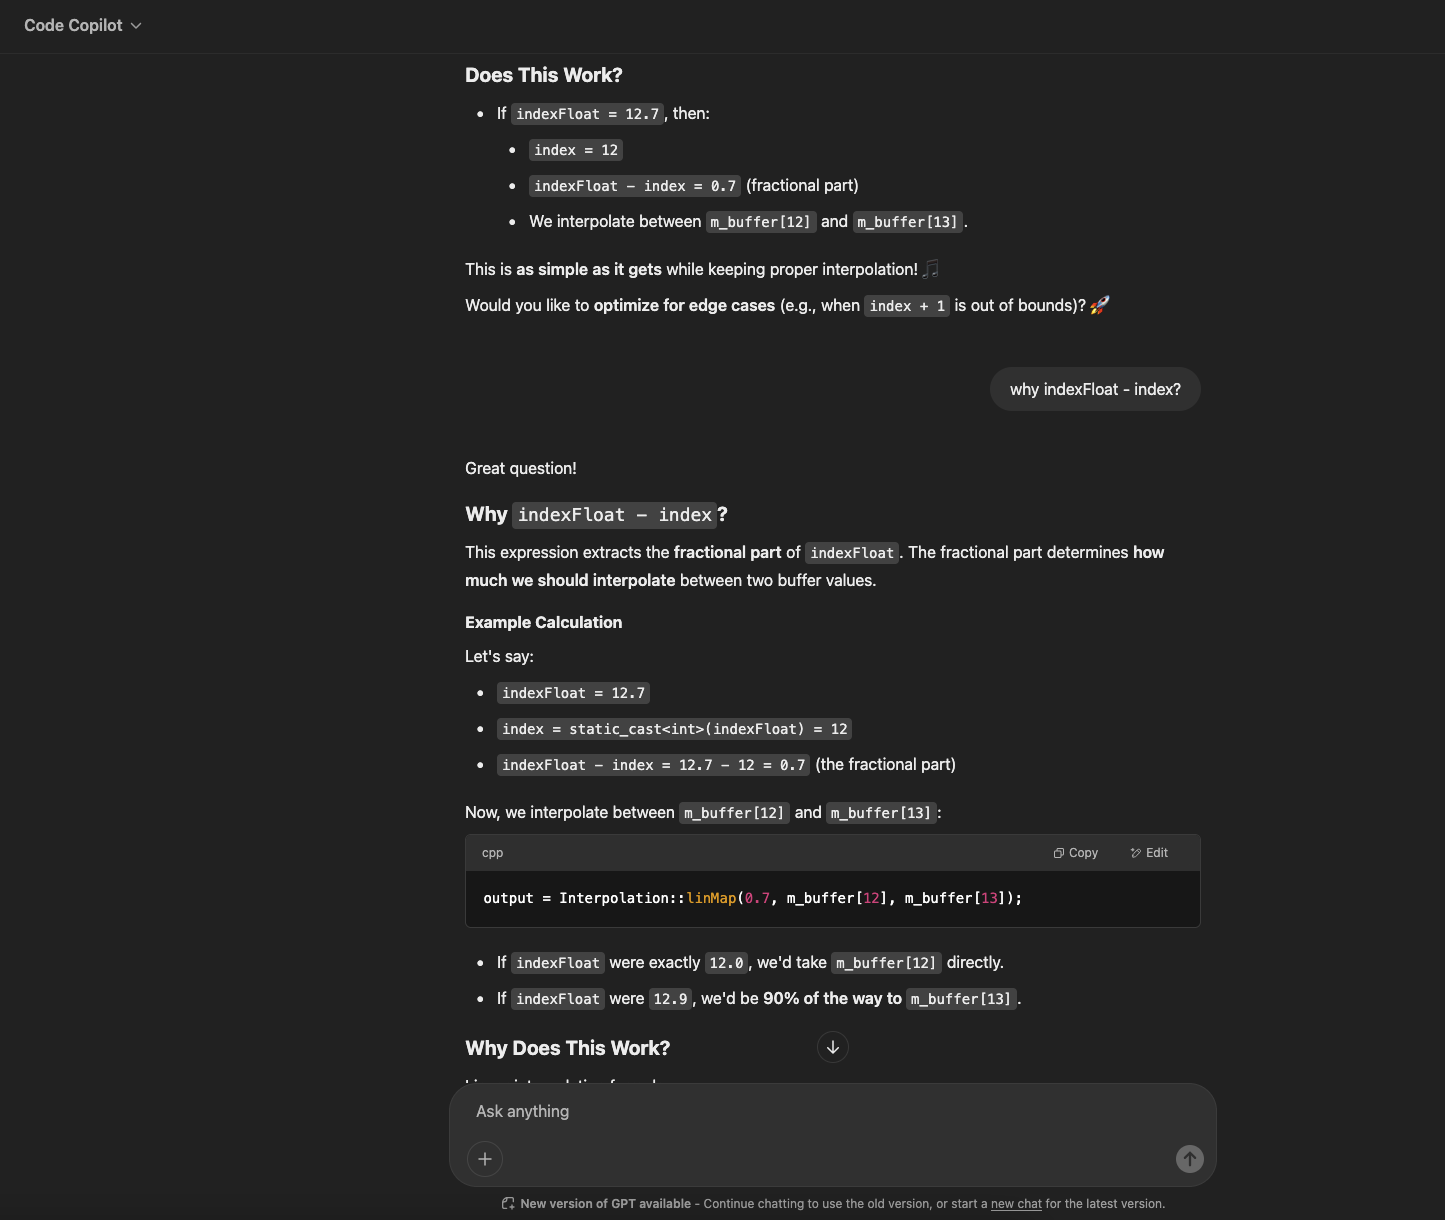 Code Copilot
Does This Work?
• If indexFloat = 12.7, then:
• index = 12
• indexFloat - index = 0.7 (fractional part)
• We interpolate between m_buffer[12] and m_buffer[13].
This is as simple as it gets while keeping proper interpolation! 🎵
Would you like to optimize for edge cases (e.g., when index + 1 is out of bounds)? 🚀
why indexFloat - index?
Great question!
Why indexFloat - index?
This expression extracts the fractional part of indexFloat. The fractional part determines how
much we should interpolate between two buffer values.
Example Calculation
Let's say:
• indexFloat = 12.7
• index = static_cast<int>(indexFloat) = 12
• indexFloat - index = 12.7 - 12 = 0.7 (the fractional part)
Now, we interpolate between m_buffer[12] and m_buffer[13]:
cpp Copy Edit
output = Interpolation::linMap(0.7, m_buffer[12], m_buffer[13]);
• If indexFloat were exactly 12.0, we'd take m_buffer[12] directly.
• If indexFloat were 12.9, we'd be 90% of the way to m_buffer[13].
Why Does This Work?
Ask anything
New version of GPT available - Continue chatting to use the old version, or start a new chat for the latest version.